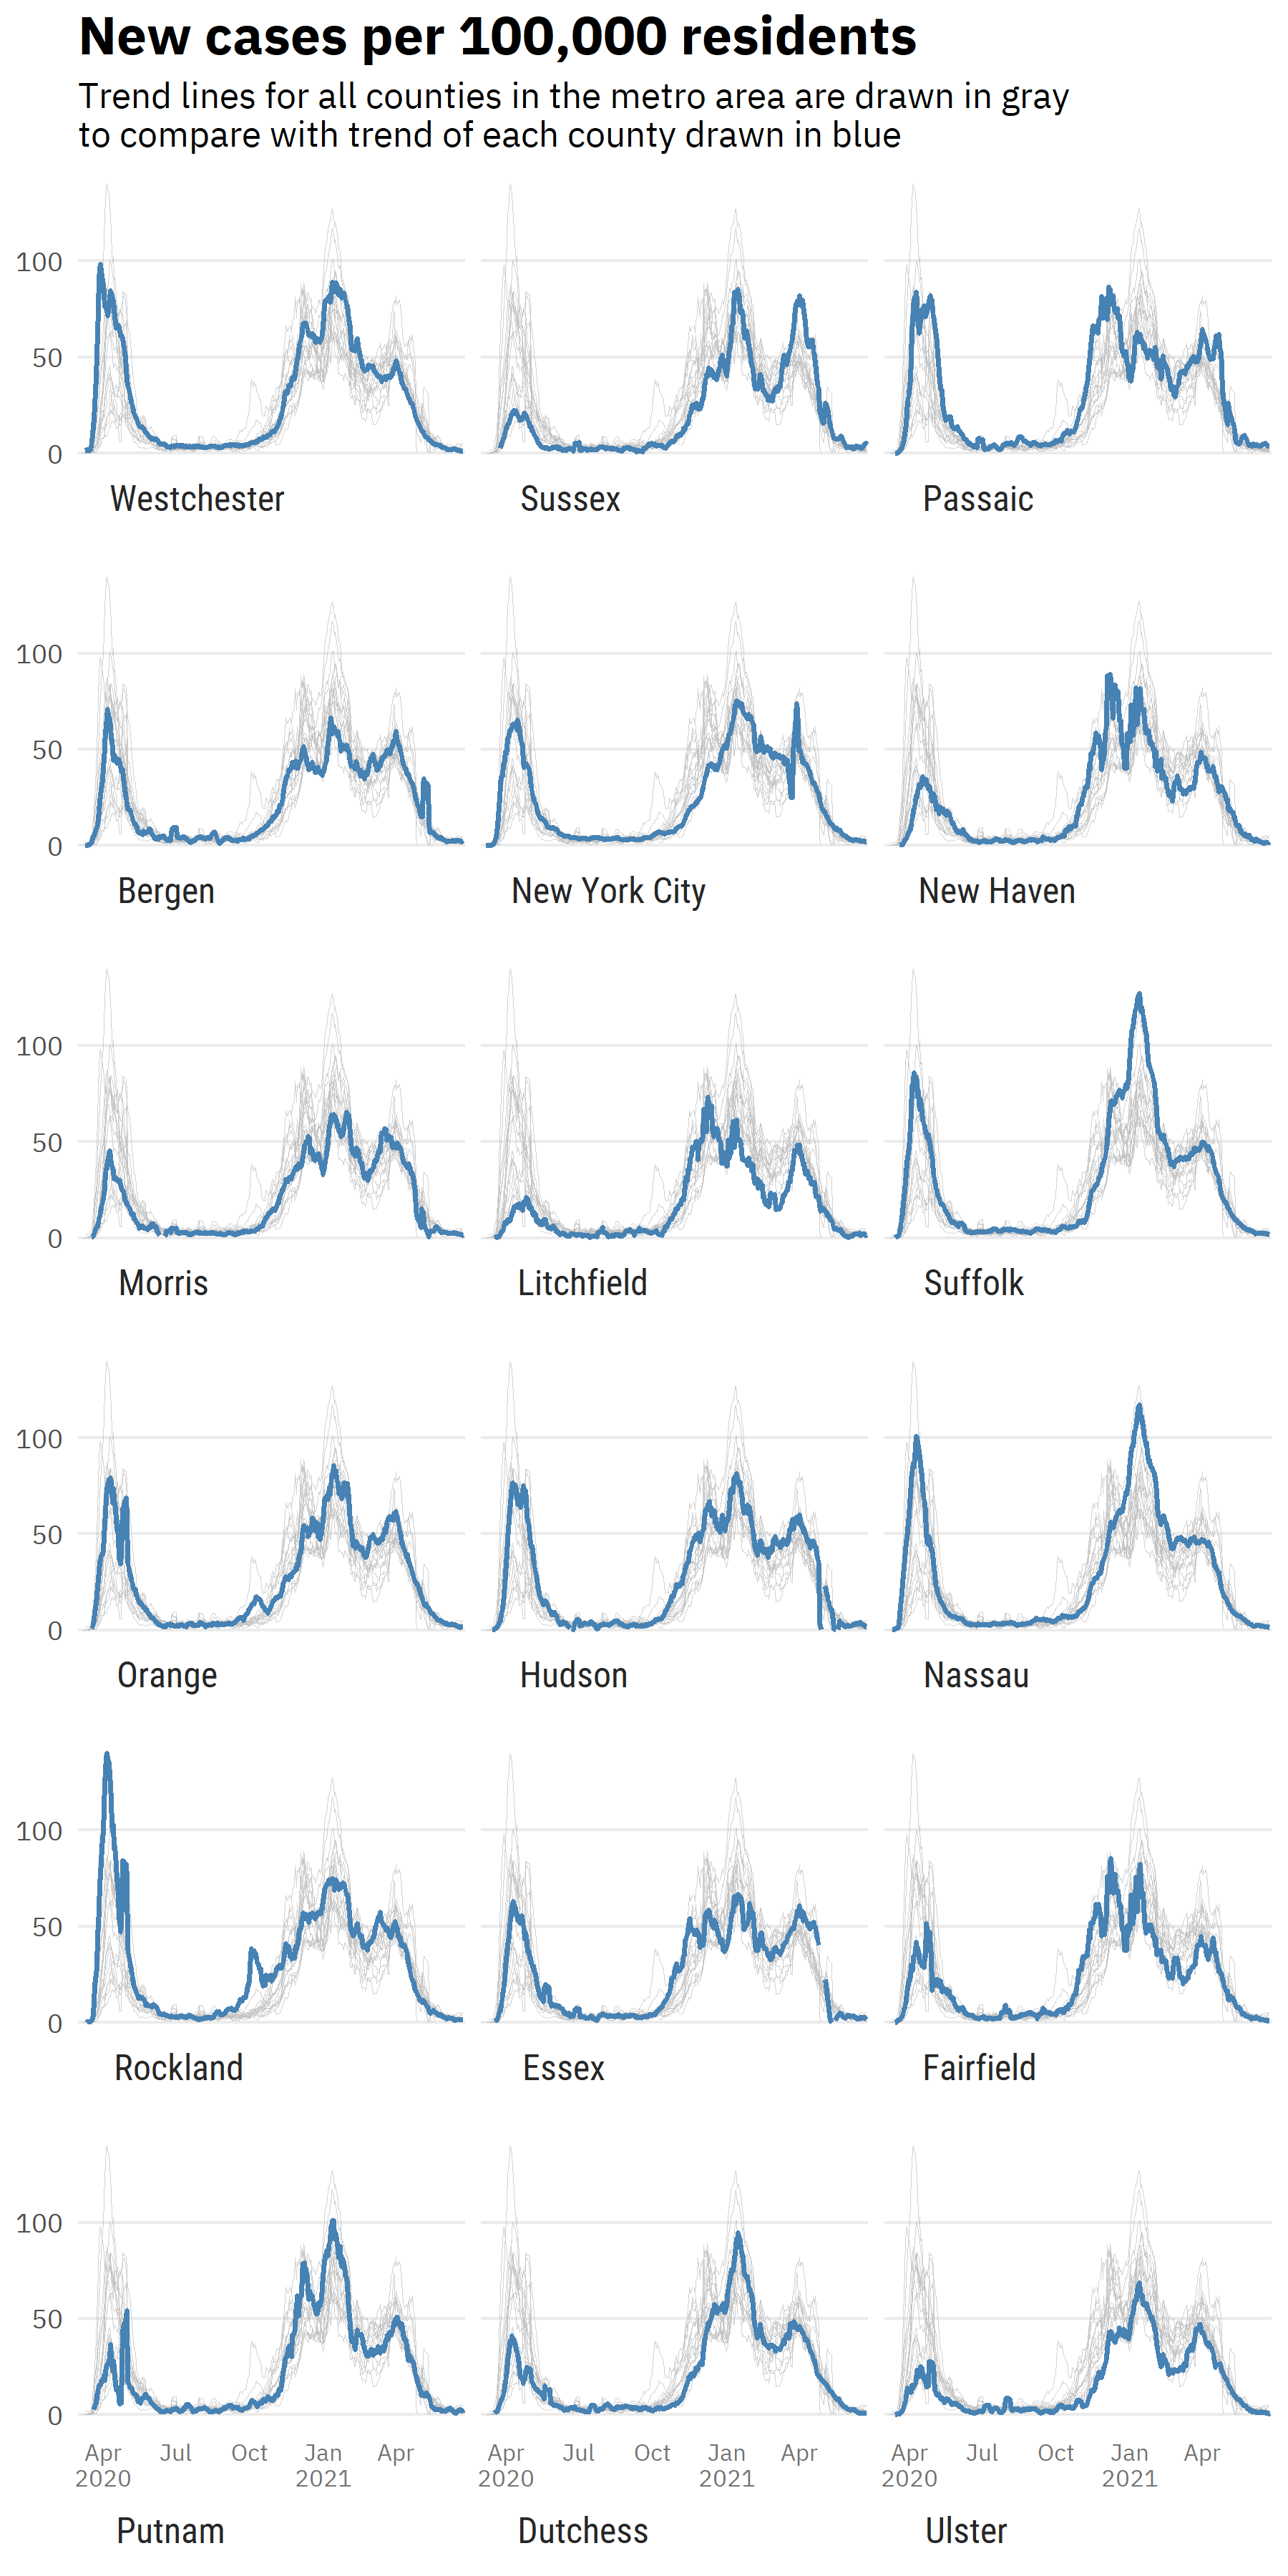 New cases per 100,000 residents
Trend lines for all counties in the metro area are drawn in gray
to compare with trend of each county drawn in blue
100
50
0
Westchester Sussex Passaic
100
50
0
Bergen New York City New Haven
100
50
0
Morris Litchfield Suffolk
100
50
0
Orange Hudson Nassau
100
50
0
Rockland Essex Fairfield
100
50
0
Apr Jul Oct Jan Apr Apr Jul Oct Jan Apr Apr Jul Oct Jan Apr
2020 2021 2020 2021 2020 2021
Putnam Dutchess Ulster